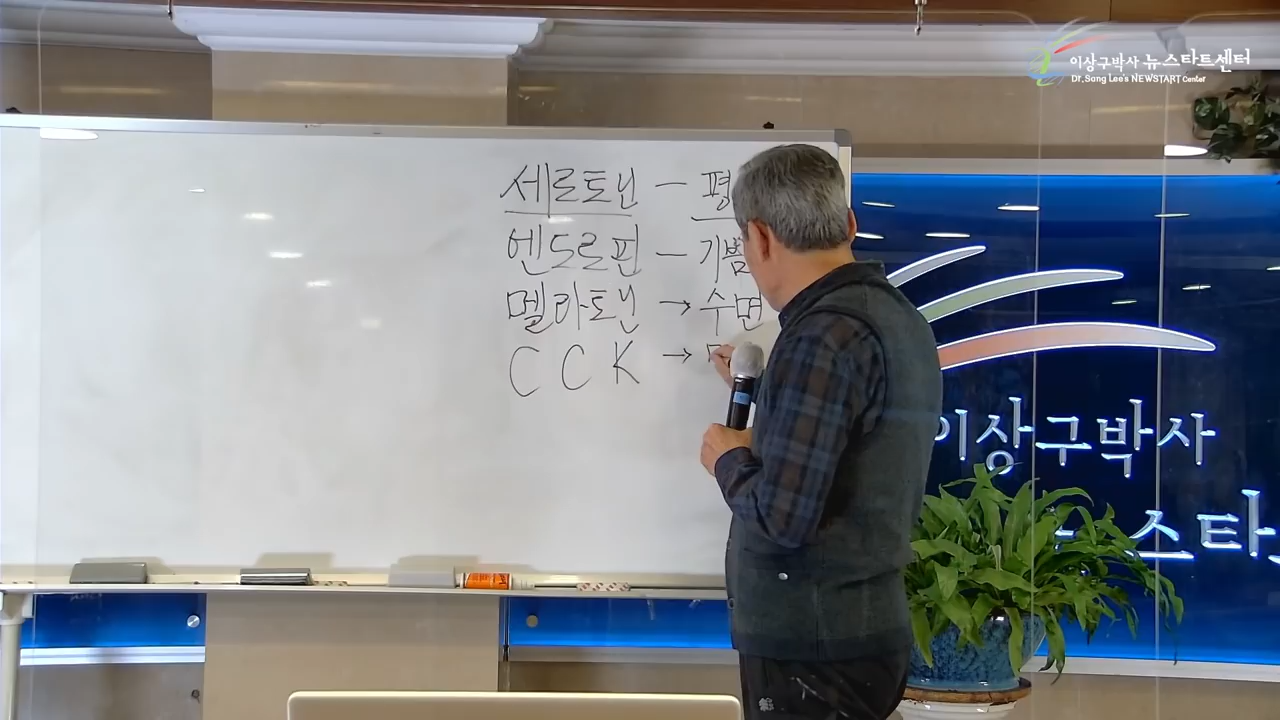 이상구박사 뉴스타트센터
Dr. Sang Lee's NEWSTART Center
세로토닌 — 평
엔도르핀 — 기쁨
멜라토닌 → 수면
CCK →
이상구박사
스타